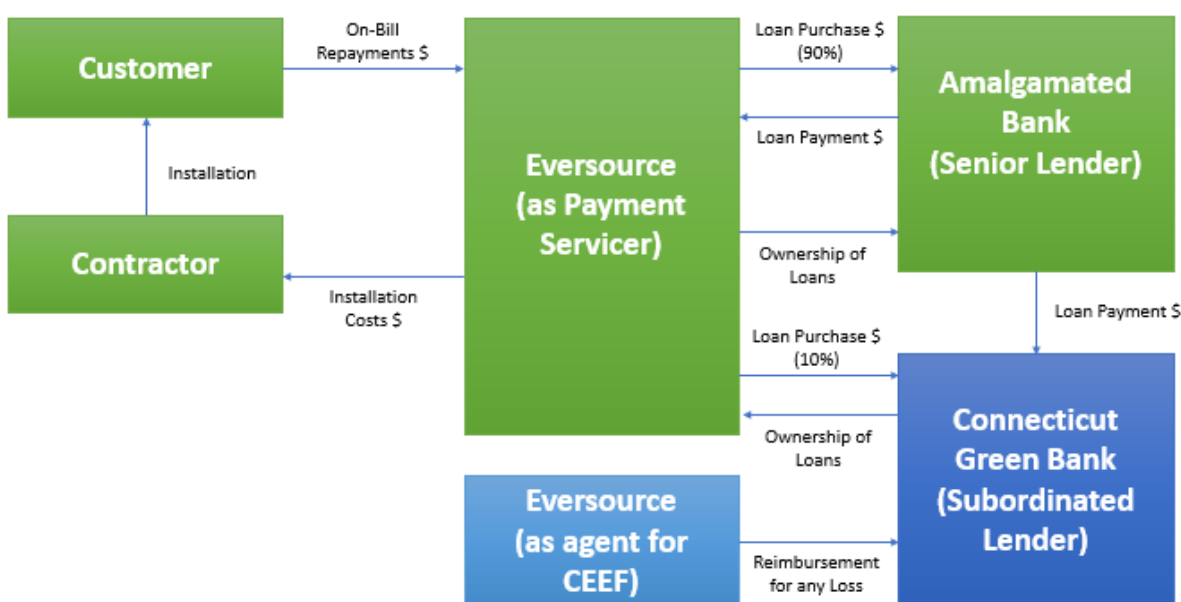 Customer
On-Bill
Repayments $
Installation
Contractor
Installation
Costs $
Eversource
(as Payment
Servicer)
Loan Purchase $
(90%)
Loan Payment $
Ownership of
Loans
Loan Purchase $
(10%)
Ownership of
Loans
Amalgamated
Bank
(Senior Lender)
Loan Payment $
Connecticut
Green Bank
(Subordinated
Lender)
Eversource
(as agent for
CEEF)
Reimbursement
for any Loss